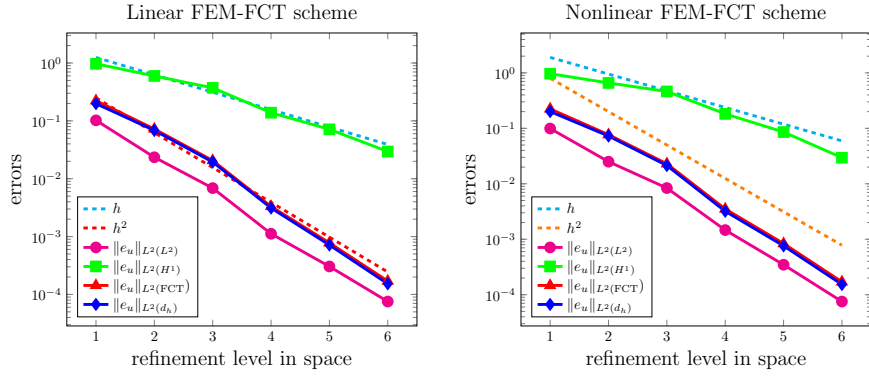 Linear FEM-FCT scheme
10^0
10^{-1}
10^{-2}
10^{-3}
10^{-4}
errors
h
h^2
‖e_u‖_{L^2(L^2)}
‖e_u‖_{L^2(H^1)}
‖e_u‖_{L^2(FCT)}
‖e_u‖_{L^2(d_h)}
1 2 3 4 5 6
refinement level in space
Nonlinear FEM-FCT scheme
10^0
10^{-1}
10^{-2}
10^{-3}
10^{-4}
errors
h
h^2
‖e_u‖_{L^2(L^2)}
‖e_u‖_{L^2(H^1)}
‖e_u‖_{L^2(FCT)}
‖e_u‖_{L^2(d_h)}
1 2 3 4 5 6
refinement level in space